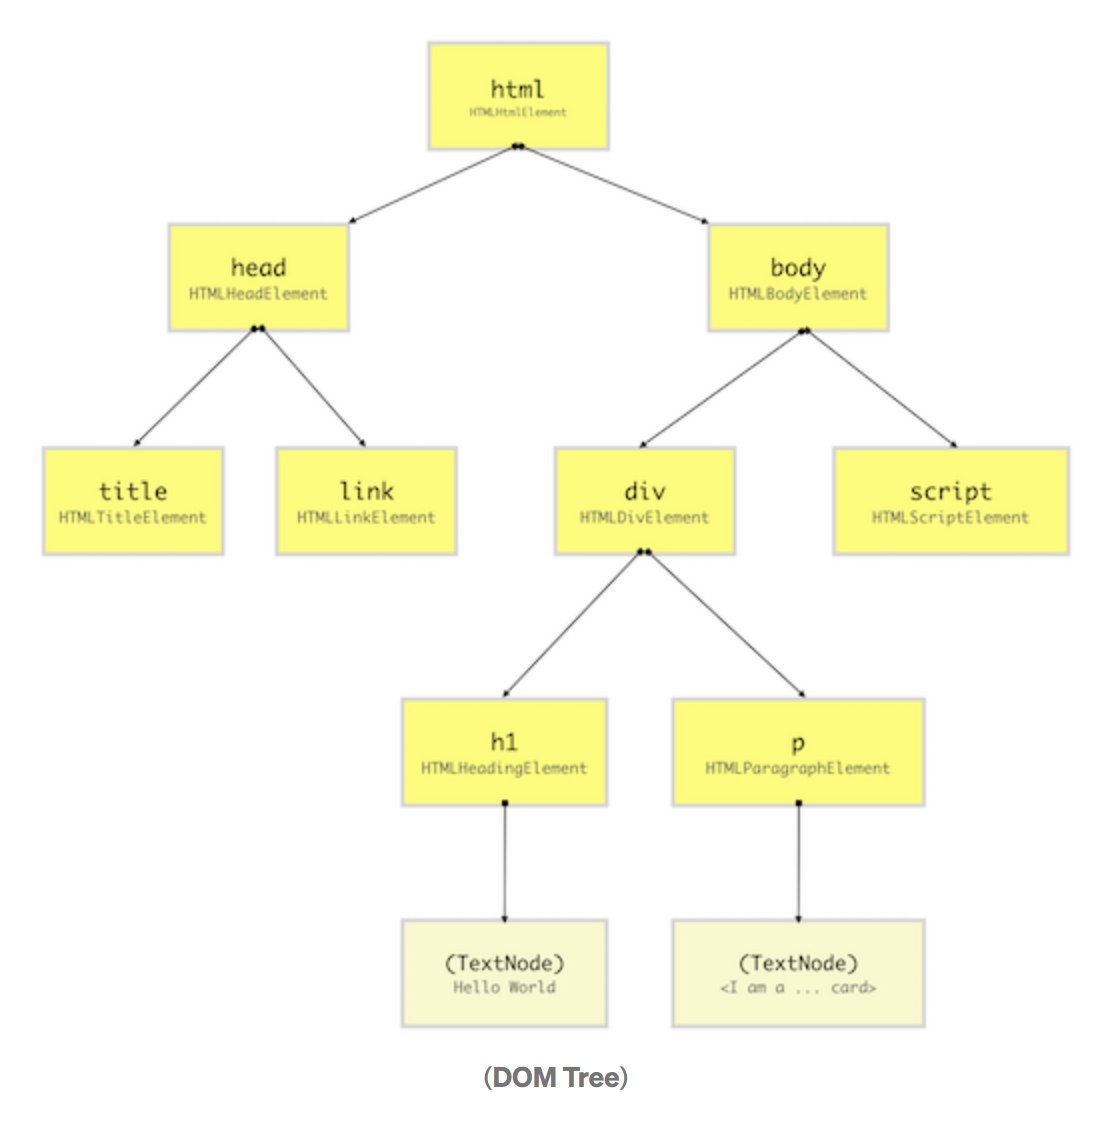 html
HTMLHtmlElement
head
HTMLHeadElement
body
HTMLBodyElement
title
HTMLTitleElement
link
HTMLLinkElement
div
HTMLDivElement
script
HTMLScriptElement
h1
HTMLHeadingElement
p
HTMLParagraphElement
(TextNode)
Hello World
(TextNode)
<I am a ... card>
(DOM Tree)